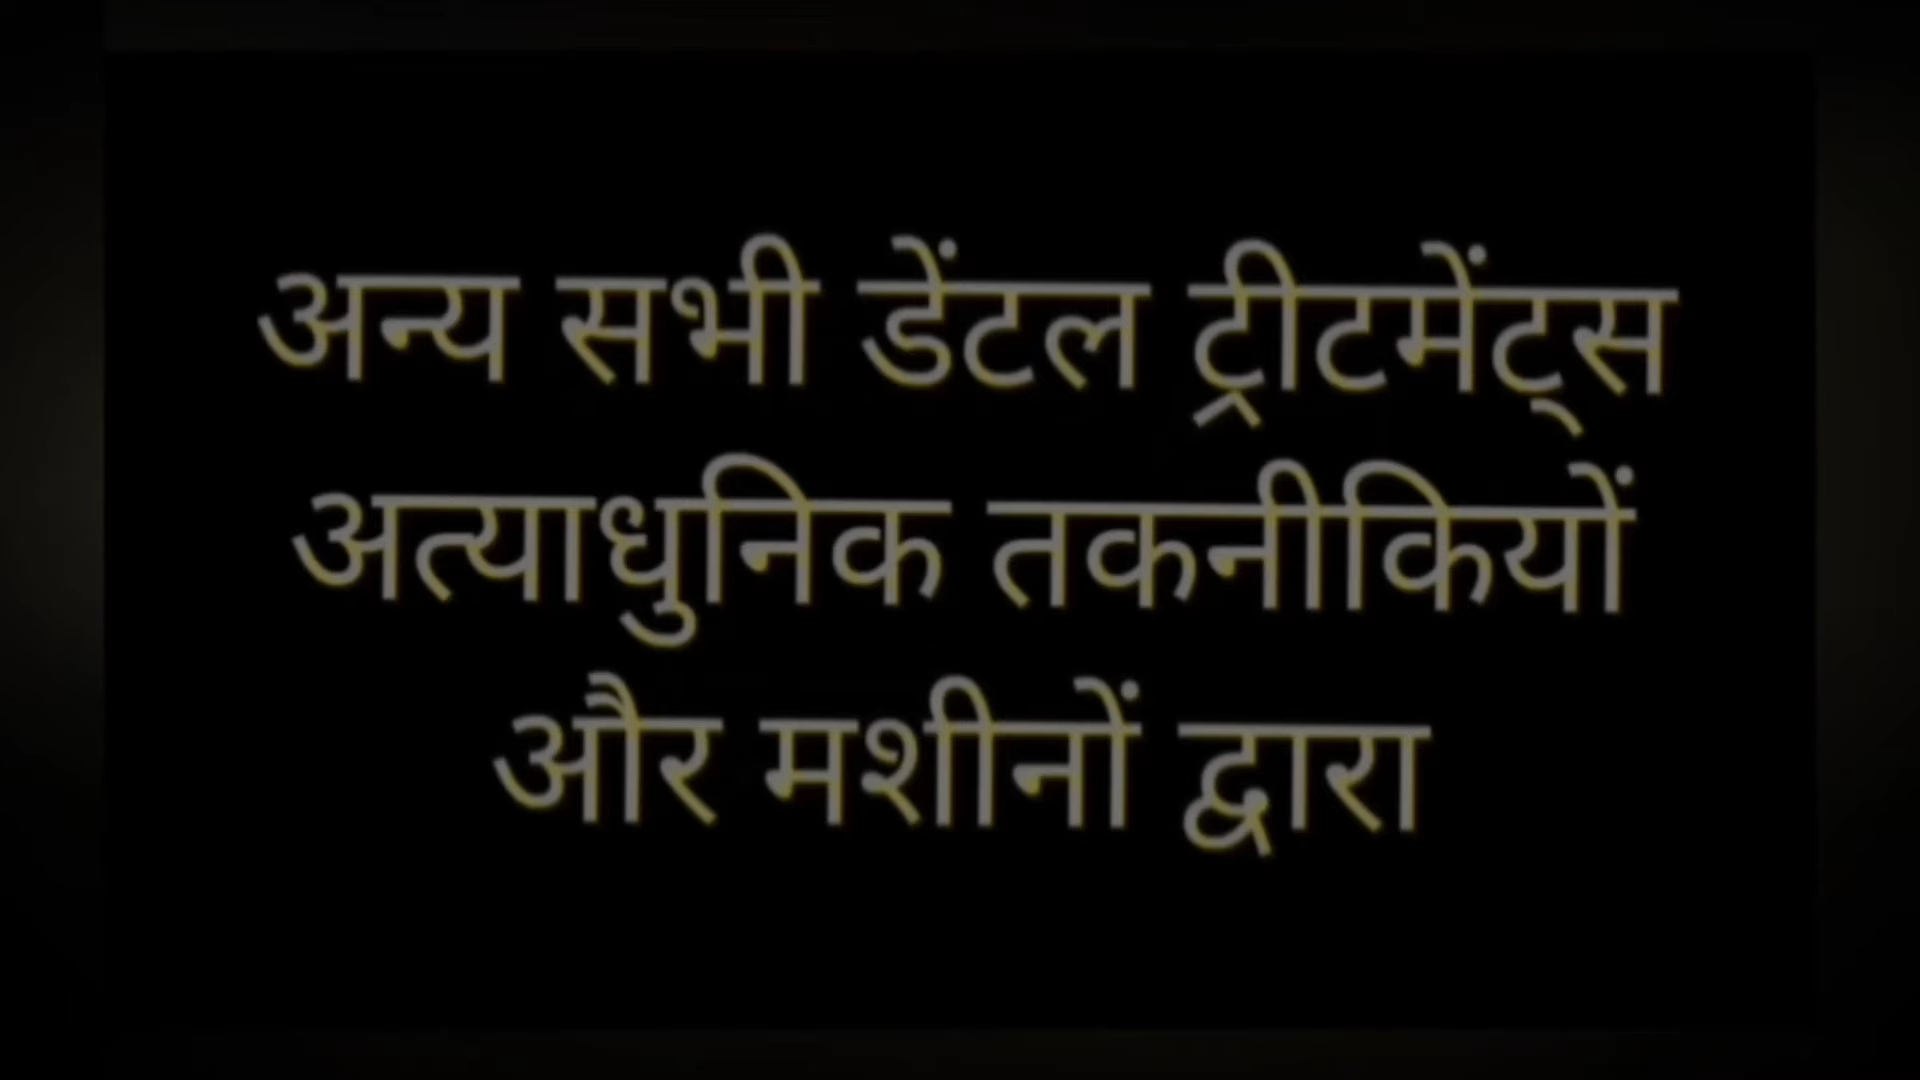 अन्य सभी डेंटल ट्रीटमेंट्स
अत्याधुनिक तकनीकियों
और मशीनों द्वारा